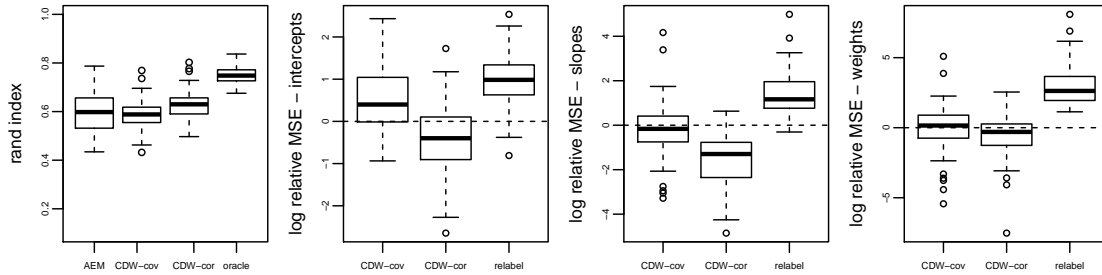 rand index
1.0
0.8
0.6
0.4
0.2
AEM CDW−cov CDW−cor oracle
log relative MSE − intercepts
2
1
0
−1
−2
CDW−cov CDW−cor relabel
log relative MSE − slopes
4
2
0
−2
−4
CDW−cov CDW−cor relabel
log relative MSE − weights
5
0
−5
CDW−cov CDW−cor relabel